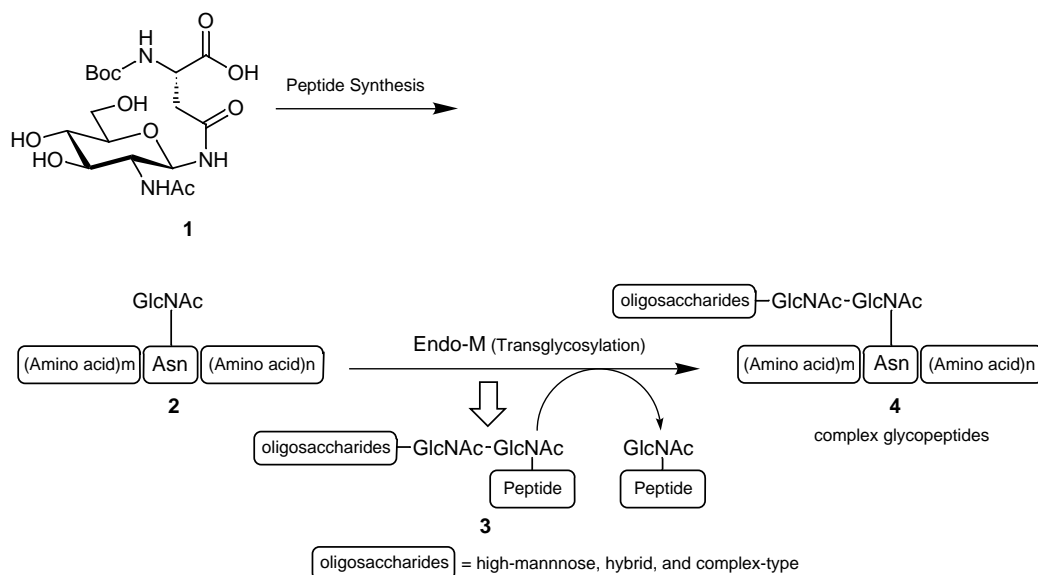 O
H
N
Boc
OH
Peptide Synthesis
OH
O
O
HO
N
H
HO
NHAc
1
GlcNAc
oligosaccharides
GlcNAc-GlcNAc
(Amino acid)m
Asn
(Amino acid)n
Endo-M (Transglycosylation)
(Amino acid)m
Asn
(Amino acid)n
2
4
complex glycopeptides
oligosaccharides
GlcNAc-GlcNAc
GlcNAc
Peptide
Peptide
3
oligosaccharides = high-mannnose, hybrid, and complex-type